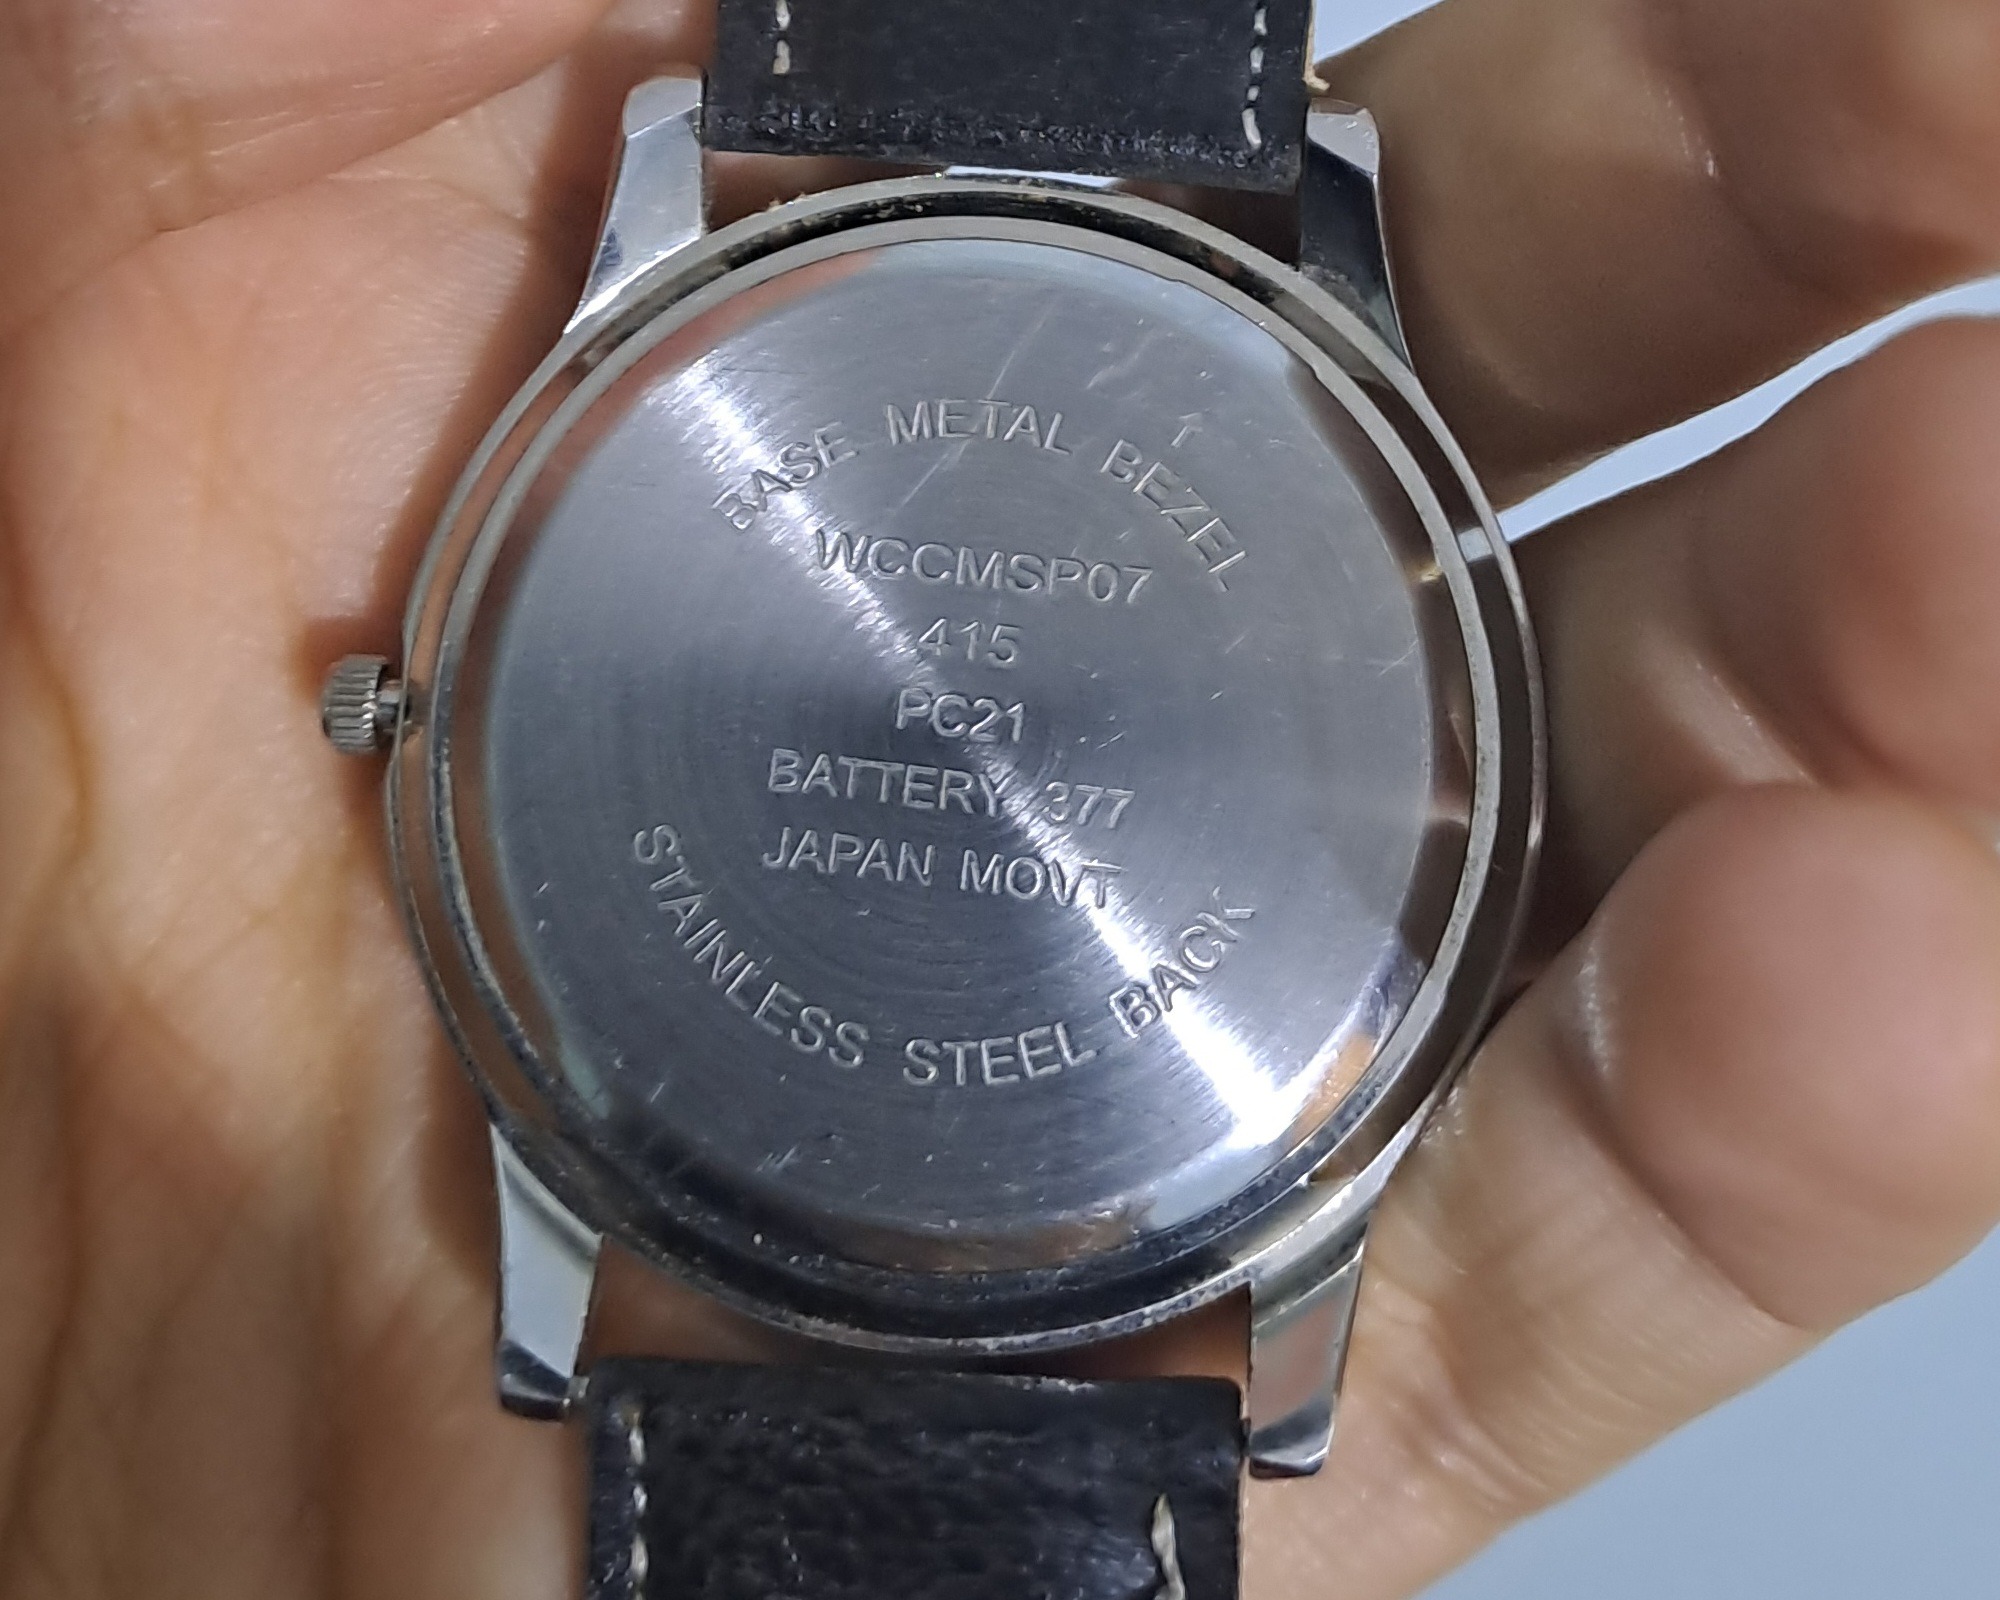 BASE METAL BEZEL
WCCMSP07
415
PC21
BATTERY 377
JAPAN MOVT
STAINLESS STEEL BACK